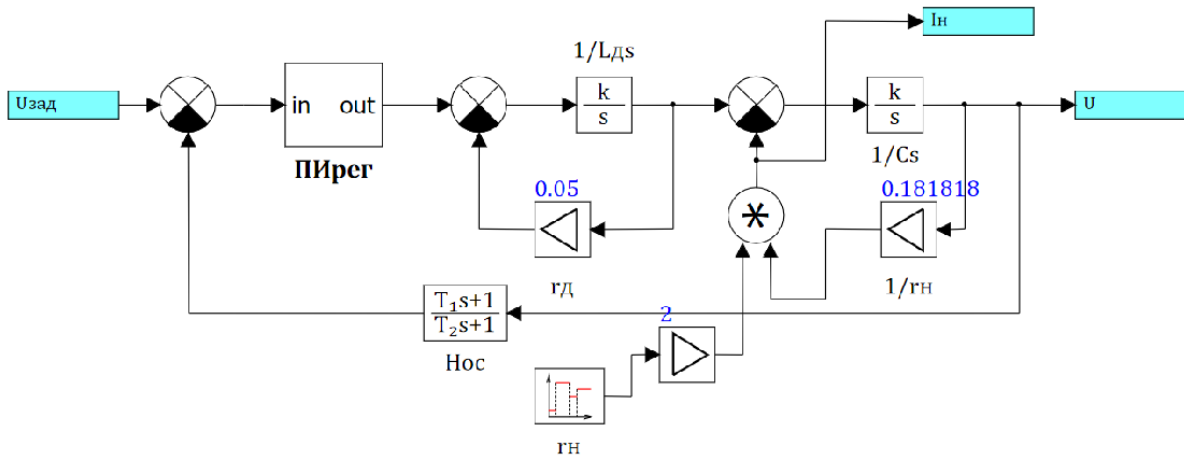 Iн
1/Lдs
Uзад
in out
k
s
k
s
U
ПИрег
1/Cs
0.05
*
0.181818
rд
1/rн
T₁s+1
T₂s+1
2
Hос
rн